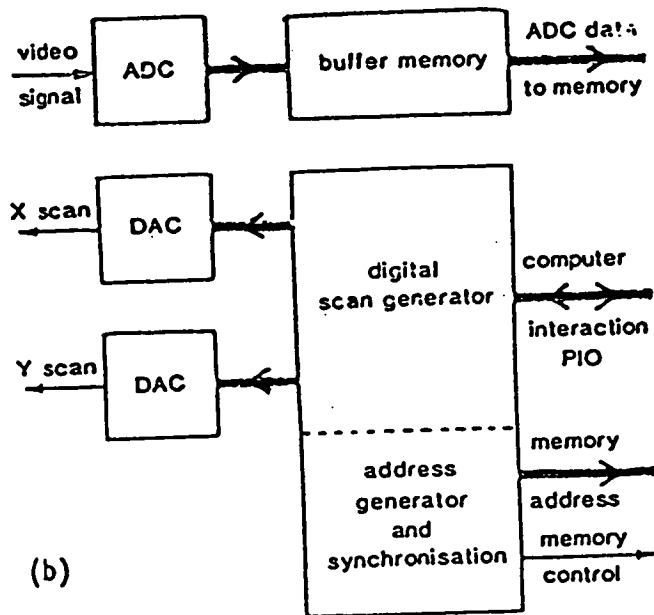 video
signal
ADC
buffer memory
ADC data
to memory
X scan
DAC
digital
scan generator
computer
interaction
PIO
Y scan
DAC
address
generator
and
synchronisation
memory
address
memory
control
(b)